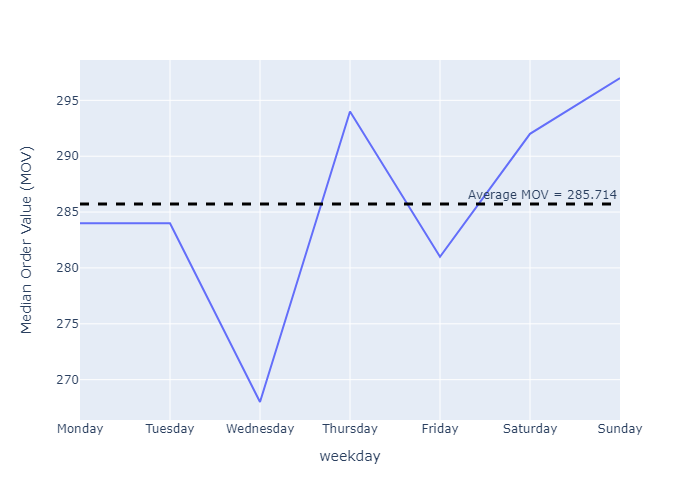 295
290
285
280
275
270
Median Order Value (MOV)
Average MOV = 285.714
Monday Tuesday Wednesday Thursday Friday Saturday Sunday
weekday